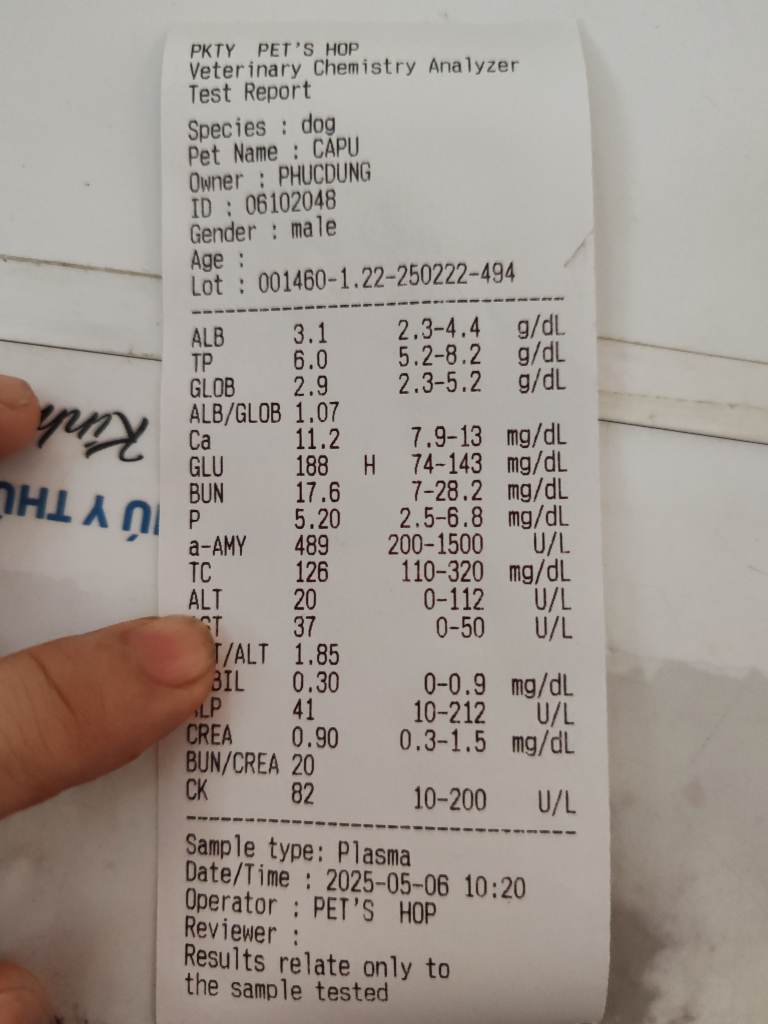 PKTY PET'S HOP
Veterinary Chemistry Analyzer
Test Report
Species : dog
Pet Name : CAPU
Owner : PHUCDUNG
ID : 06102048
Gender : male
Age :
Lot : 001460-1.22-250222-494
ALB 3.1 2.3-4.4 g/dL
TP 6.0 5.2-8.2 g/dL
GLOB 2.9 2.3-5.2 g/dL
ALB/GLOB 1.07
Ca 11.2 7.9-13 mg/dL
GLU 188 H 74-143 mg/dL
BUN 17.6 7-28.2 mg/dL
P 5.20 2.5-6.8 mg/dL
a-AMY 489 200-1500 U/L
TC 126 110-320 mg/dL
ALT 20 0-112 U/L
37 0-50 U/L
/ALT 1.85
BIL 0.30 0-0.9 mg/dL
41 10-212 U/L
CREA 0.90 0.3-1.5 mg/dL
BUN/CREA 20
CK 82 10-200 U/L
Sample type: Plasma
Date/Time : 2025-05-06 10:20
Operator : PET'S HOP
Reviewer :
Results relate only to
the sample tested